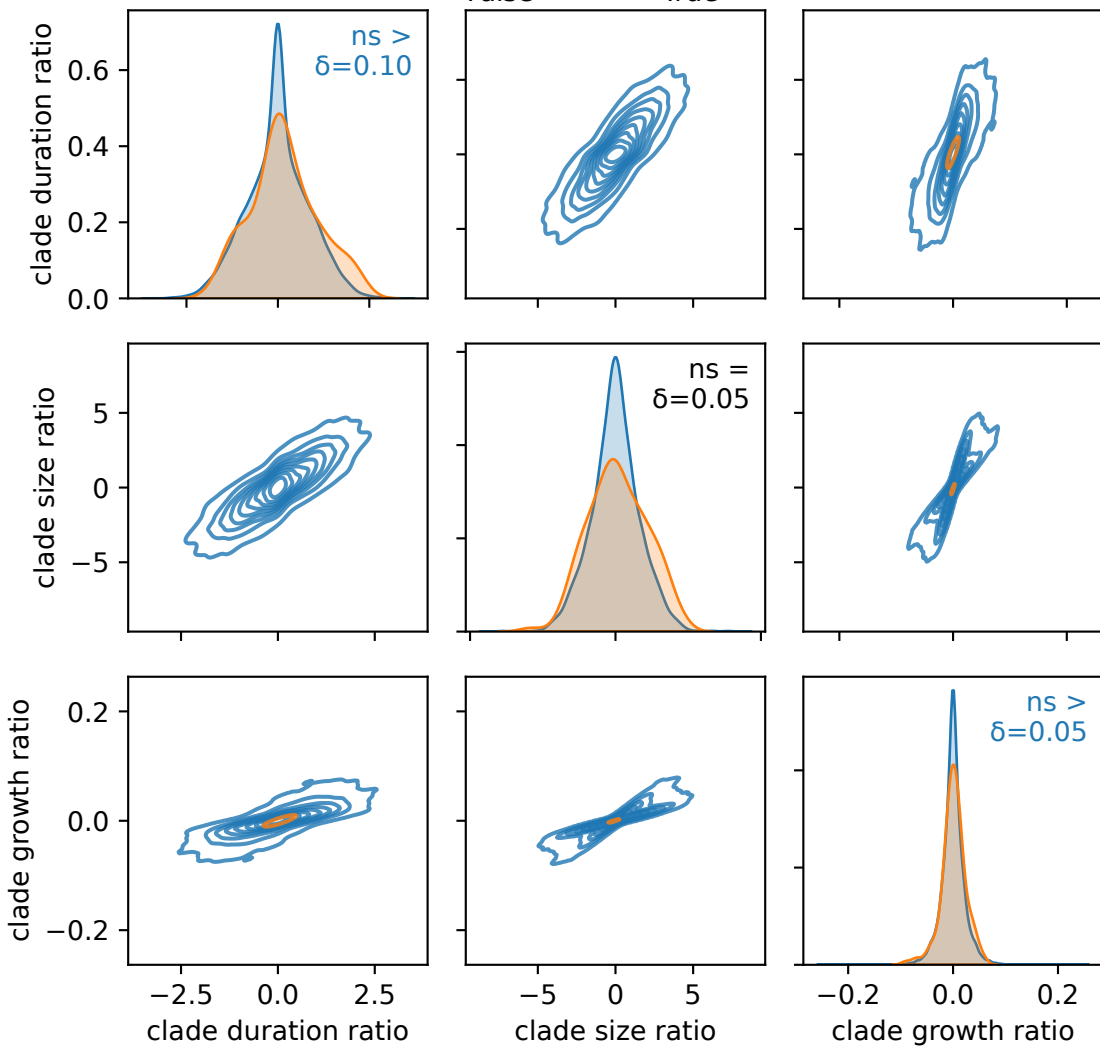 clade duration ratio
0.6
0.4
0.2
0.0
ns >
δ=0.10
clade size ratio
5
0
−5
ns =
δ=0.05
clade growth ratio
0.2
0.0
−0.2
ns >
δ=0.05
−2.5 0.0 2.5
−5 0 5
−0.2 0.0 0.2
clade duration ratio
clade size ratio
clade growth ratio